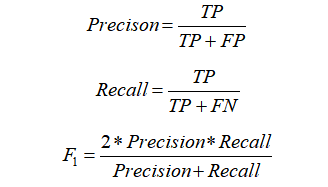 Precison = TP / TP + FP
Recall = TP / TP + FN
F₁ = 2 * Precision * Recall / Precision + Recall